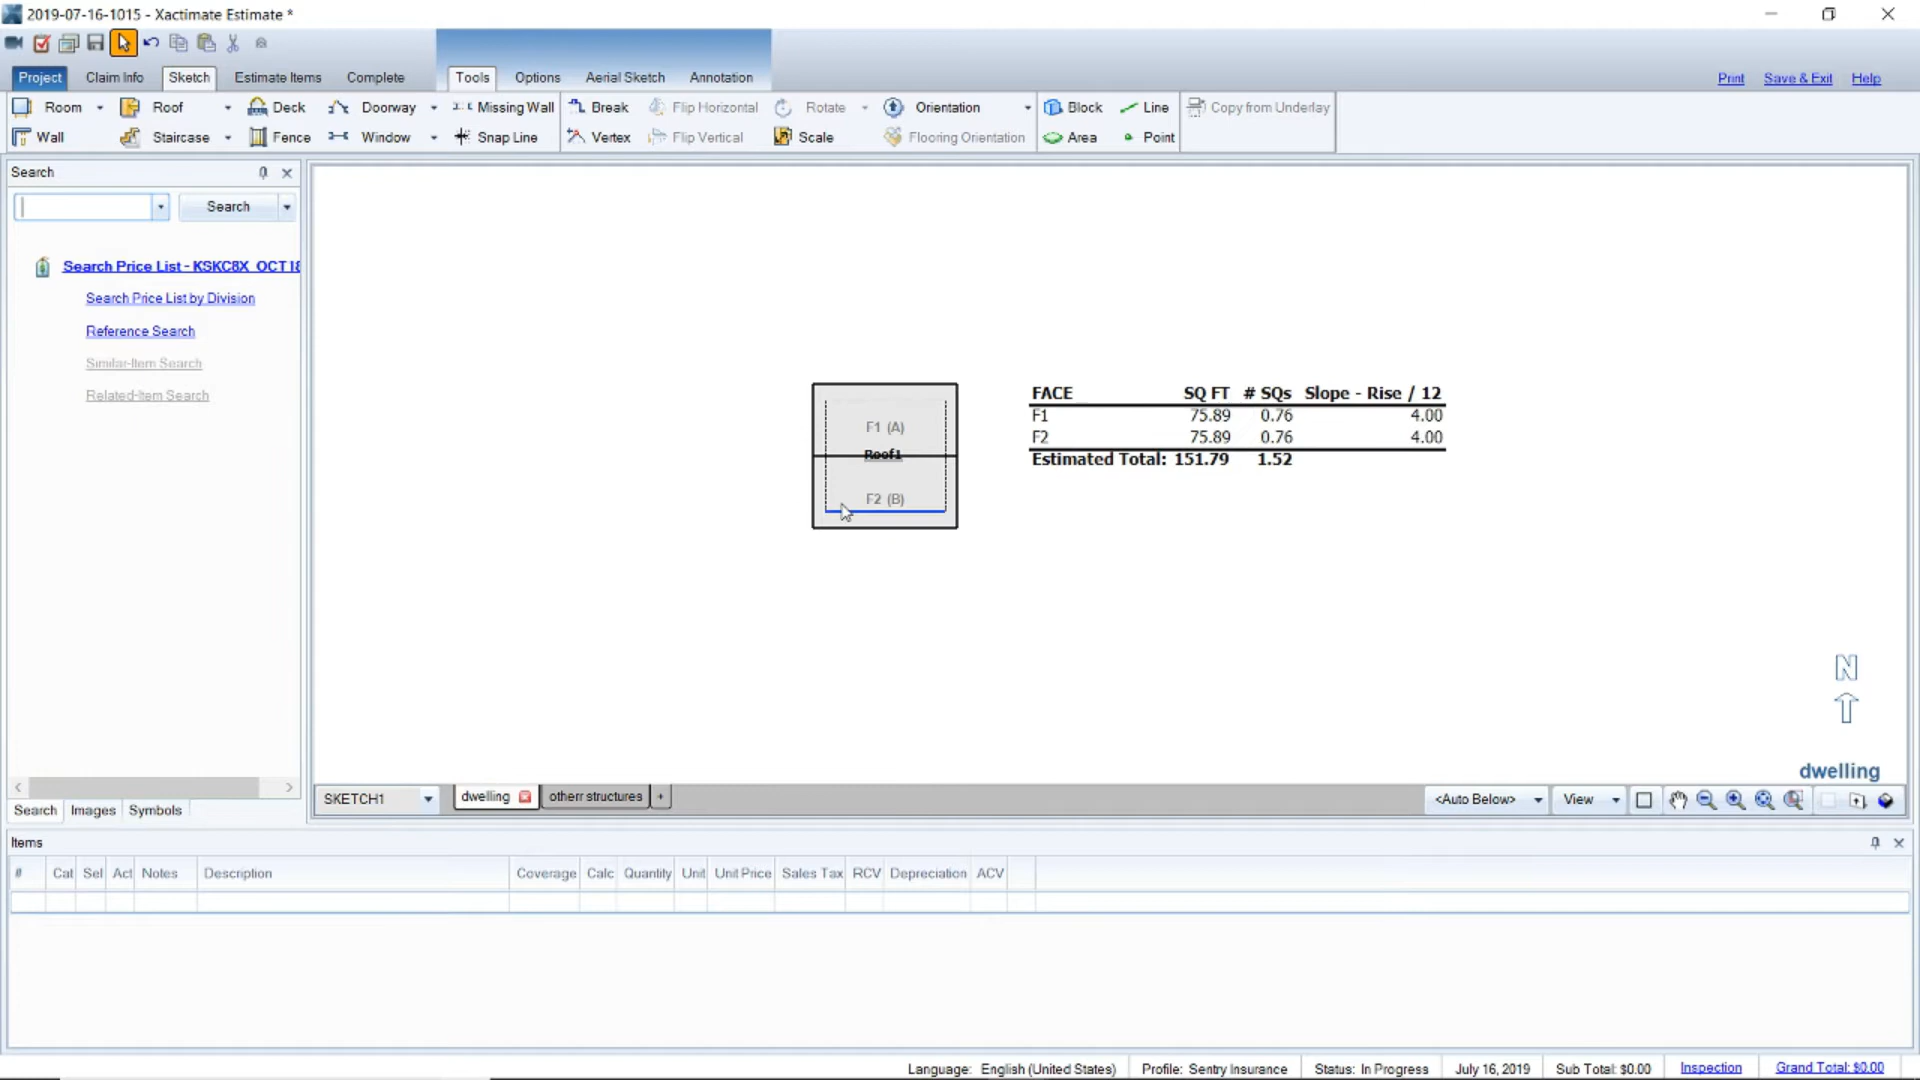 2019-07-16-1015 - Xactimate Estimate *
Project Claim Info Sketch Estimate Items Complete Tools Options Aerial Sketch Annotation Print Save & Exit Help
Room Roof Deck Doorway Missing Wall Break Flip Horizontal Rotate Orientation Block Line Copy from Underlay
Wall Staircase Fence Window Snap Line Vertex Flip Vertical Scale Flooring Orientation Area Point
Search
Search
Search Price List - KSKC8X_OCT18
Search Price List by Division
Reference Search
Similar-Item Search
Related-Item Search
F1 (A)
Roof1
F2 (B)
FACE SQ FT # SQs Slope - Rise / 12
F1 75.89 0.76 4.00
F2 75.89 0.76 4.00
Estimated Total: 151.79 1.52
N
dwelling
SKETCH1 dwelling otherr structures + <Auto Below> View
Search Images Symbols
Items
# Cat Sel Act Notes Description Coverage Calc Quantity Unit Unit Price Sales Tax RCV Depreciation ACV
Language: English (United States) Profile: Sentry Insurance Status: In Progress July 16, 2019 Sub Total: $0.00 Inspection Grand Total: $0.00